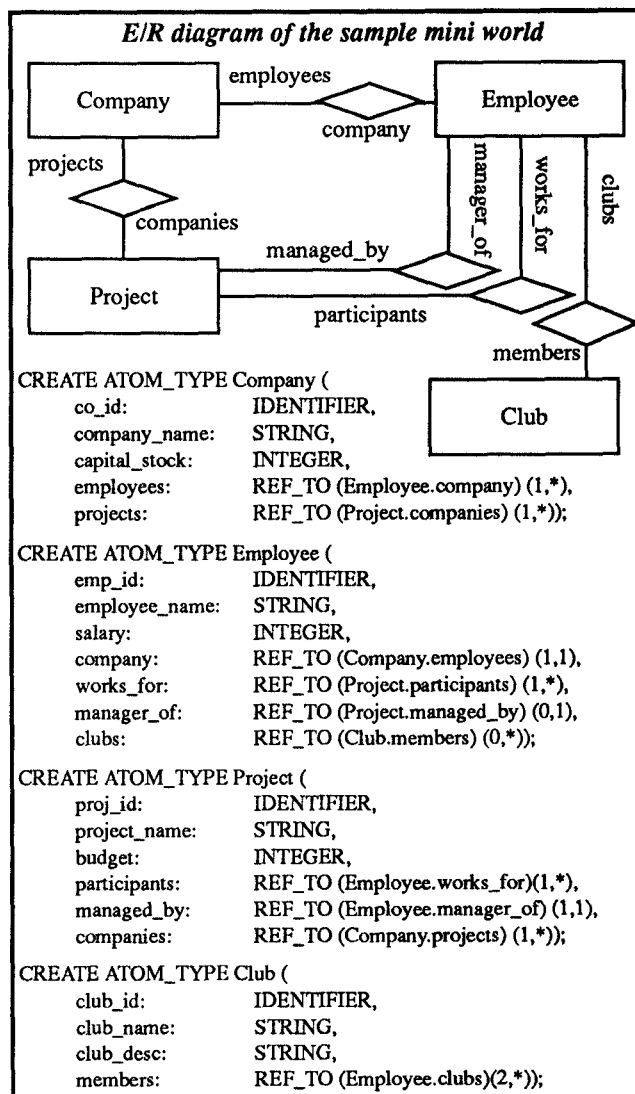 E/R diagram of the sample mini world
employees
Company
Employee
company
projects
manager_of
works_for
clubs
companies
managed_by
Project
participants
members
Club
CREATE ATOM_TYPE Company (
co_id: IDENTIFIER,
company_name: STRING,
capital_stock: INTEGER,
employees: REF_TO (Employee.company) (1,*),
projects: REF_TO (Project.companies) (1,*));
CREATE ATOM_TYPE Employee (
emp_id: IDENTIFIER,
employee_name: STRING,
salary: INTEGER,
company: REF_TO (Company.employees) (1,1),
works_for: REF_TO (Project.participants) (1,*),
manager_of: REF_TO (Project.managed_by) (0,1),
clubs: REF_TO (Club.members) (0,*));
CREATE ATOM_TYPE Project (
proj_id: IDENTIFIER,
project_name: STRING,
budget: INTEGER,
participants: REF_TO (Employee.works_for)(1,*),
managed_by: REF_TO (Employee.manager_of) (1,1),
companies: REF_TO (Company.projects) (1,*));
CREATE ATOM_TYPE Club (
club_id: IDENTIFIER,
club_name: STRING,
club_desc: STRING,
members: REF_TO (Employee.clubs)(2,*));